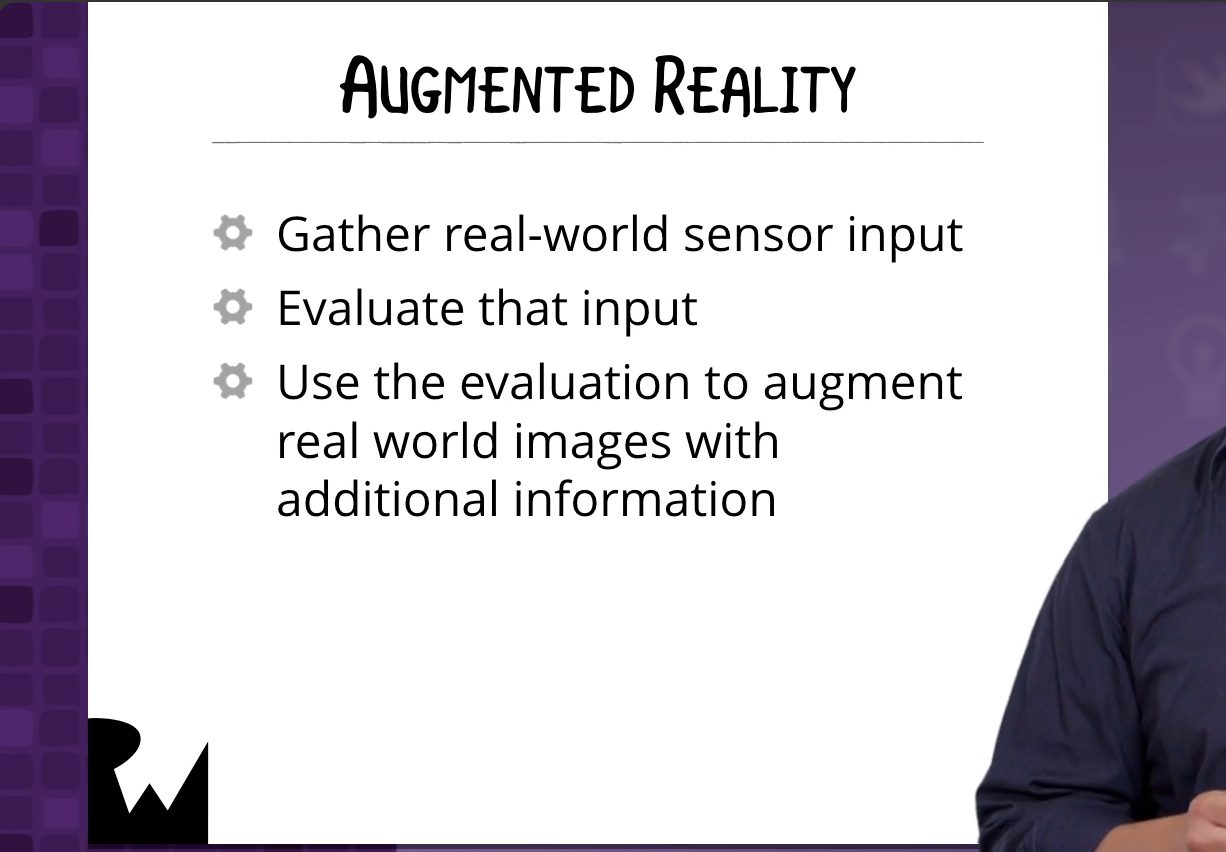 AUGMENTED REALITY
Gather real-world sensor input
Evaluate that input
Use the evaluation to augment
real world images with
additional information
RW